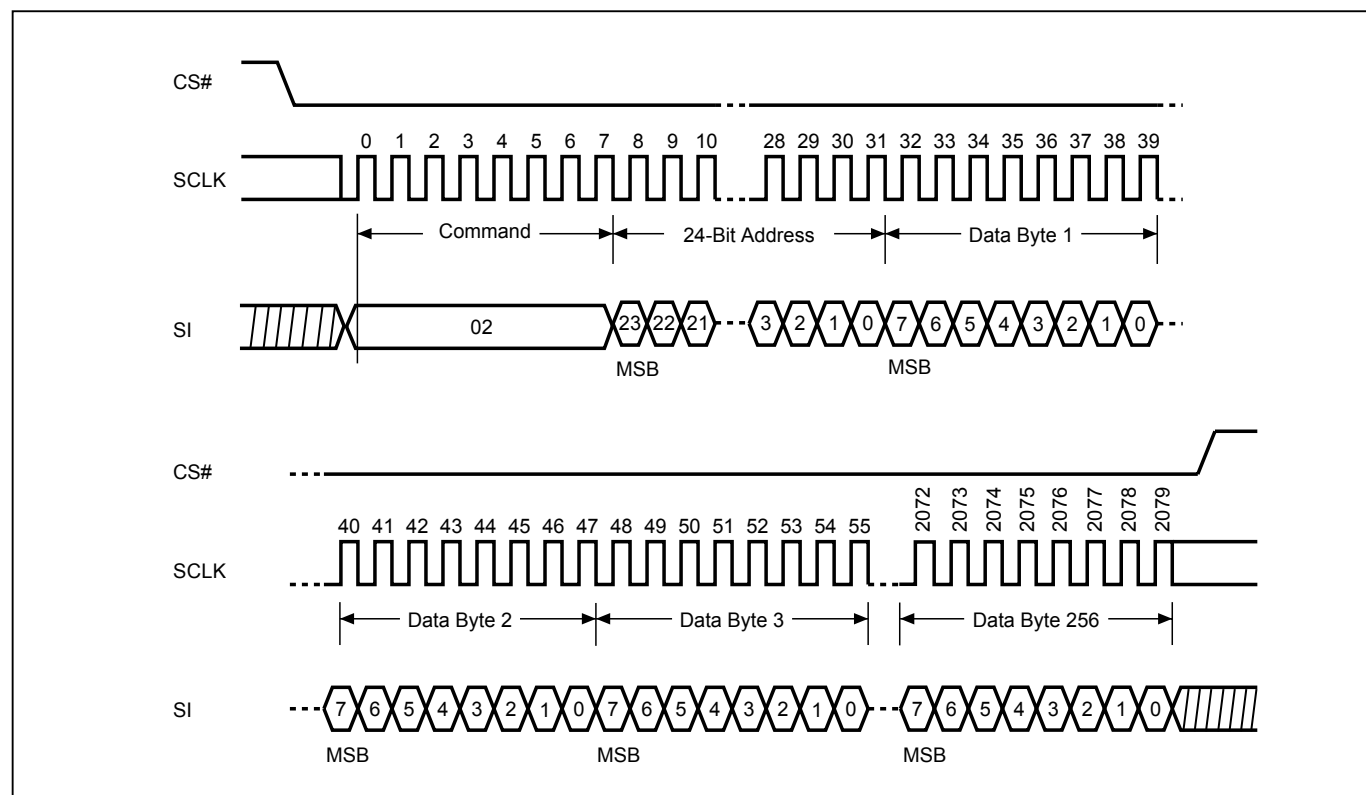 CS#
0 1 2 3 4 5 6 7 8 9 10 28 29 30 31 32 33 34 35 36 37 38 39
SCLK
Command 24-Bit Address Data Byte 1
SI 02 23 22 21 3 2 1 0 7 6 5 4 3 2 1 0
MSB MSB
CS#
40 41 42 43 44 45 46 47 48 49 50 51 52 53 54 55 2072 2073 2074 2075 2076 2077 2078 2079
SCLK
Data Byte 2 Data Byte 3 Data Byte 256
SI 7 6 5 4 3 2 1 0 7 6 5 4 3 2 1 0 7 6 5 4 3 2 1 0
MSB MSB MSB